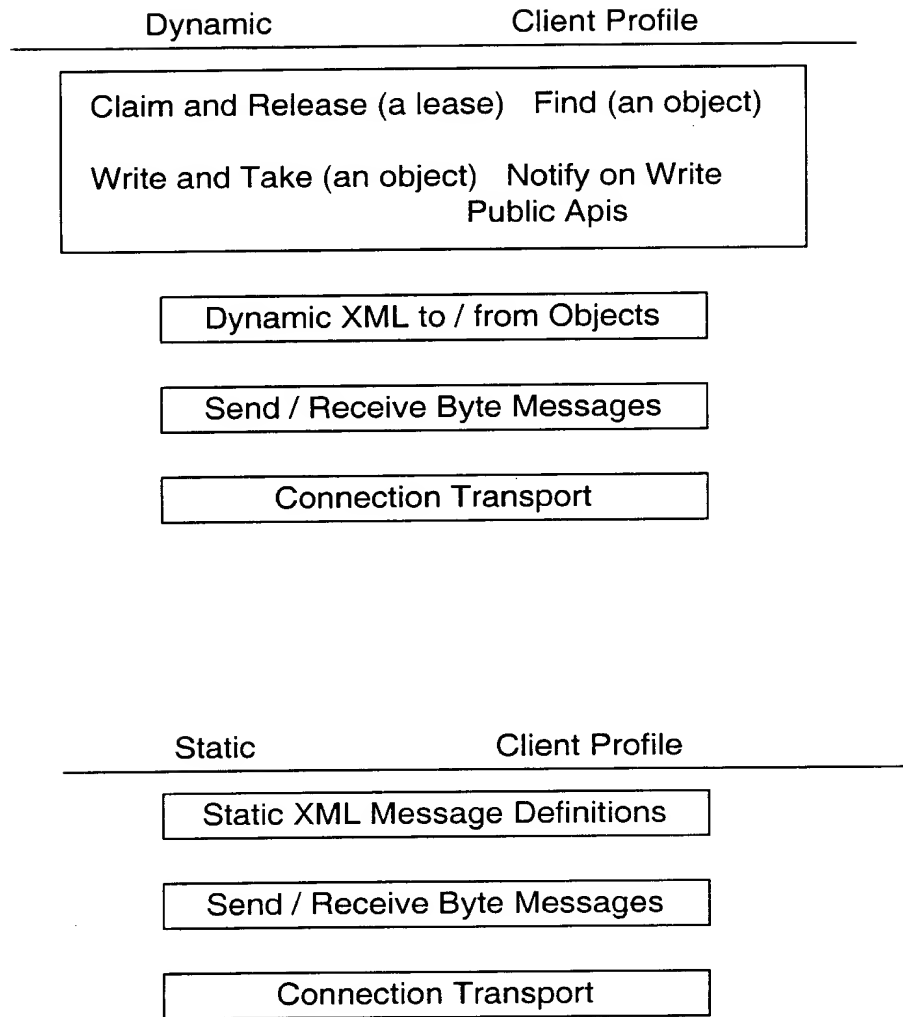 Dynamic Client Profile
Claim and Release (a lease) Find (an object)
Write and Take (an object) Notify on Write
Public Apis
Dynamic XML to / from Objects
Send / Receive Byte Messages
Connection Transport
Static Client Profile
Static XML Message Definitions
Send / Receive Byte Messages
Connection Transport